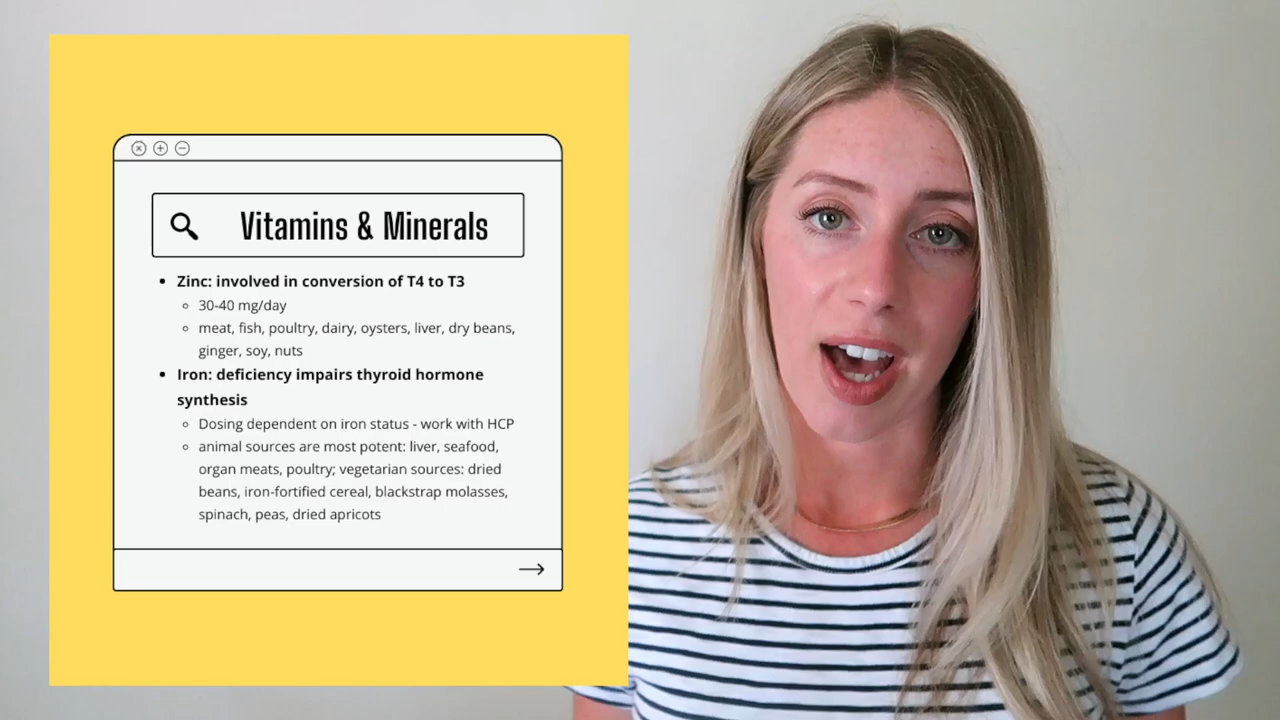 Vitamins & Minerals
• Zinc: involved in conversion of T4 to T3
◦ 30-40 mg/day
◦ meat, fish, poultry, dairy, oysters, liver, dry beans,
ginger, soy, nuts
• Iron: deficiency impairs thyroid hormone
synthesis
◦ Dosing dependent on iron status - work with HCP
◦ animal sources are most potent: liver, seafood,
organ meats, poultry; vegetarian sources: dried
beans, iron-fortified cereal, blackstrap molasses,
spinach, peas, dried apricots